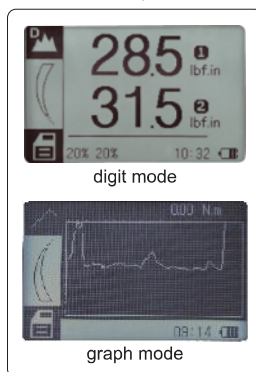 D
28.5 1
lbf.in
31.5 2
lbf.in
20% 20% 10:32
digit mode
0.00 N.m
09:14
graph mode